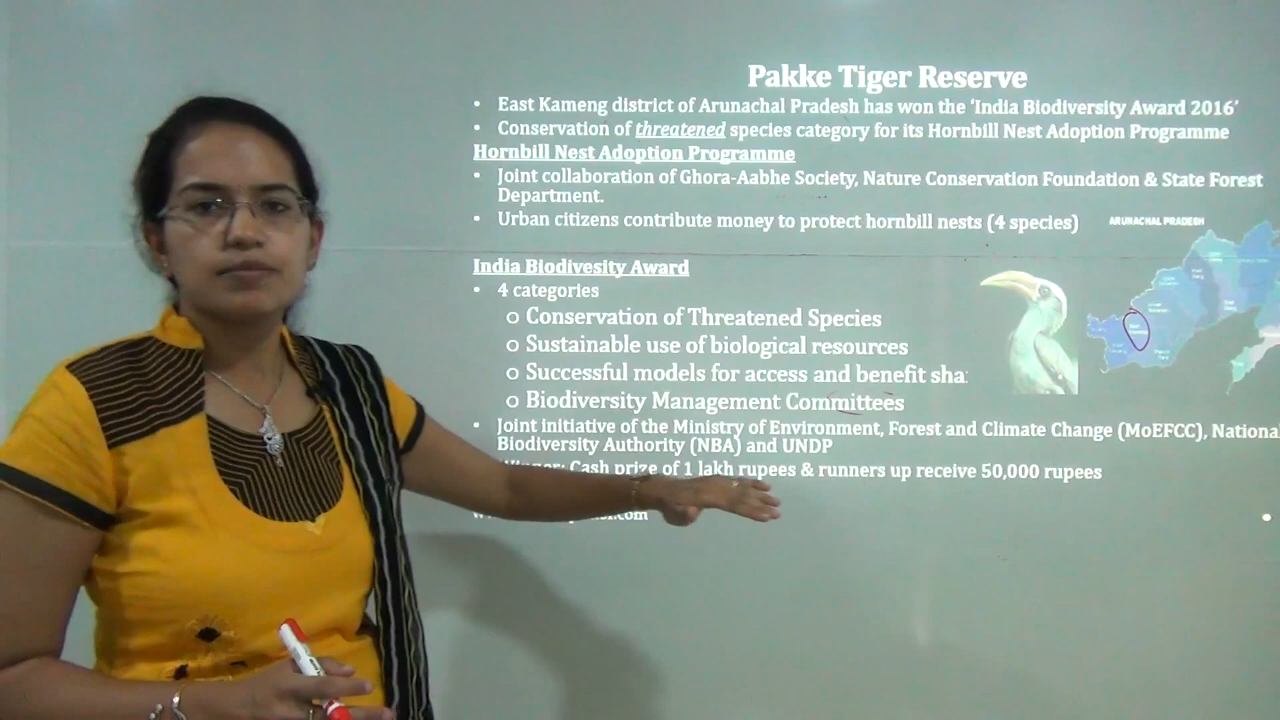 Pakke Tiger Reserve
• East Kameng district of Arunachal Pradesh has won the ‘India Biodiversity Award 2016’
• Conservation of threatened species category for its Hornbill Nest Adoption Programme
Hornbill Nest Adoption Programme
• Joint collaboration of Ghora-Aabhe Society, Nature Conservation Foundation & State Forest
Department.
• Urban citizens contribute money to protect hornbill nests (4 species)
ARUNACHAL PRADESH
India Biodivesity Award
• 4 categories
o Conservation of Threatened Species
o Sustainable use of biological resources
o Successful models for access and benefit sha
o Biodiversity Management Committees
• Joint initiative of the Ministry of Environment, Forest and Climate Change (MoEFCC), National
Biodiversity Authority (NBA) and UNDP
Winner: Cash prize of 1 lakh rupees & runners up receive 50,000 rupees